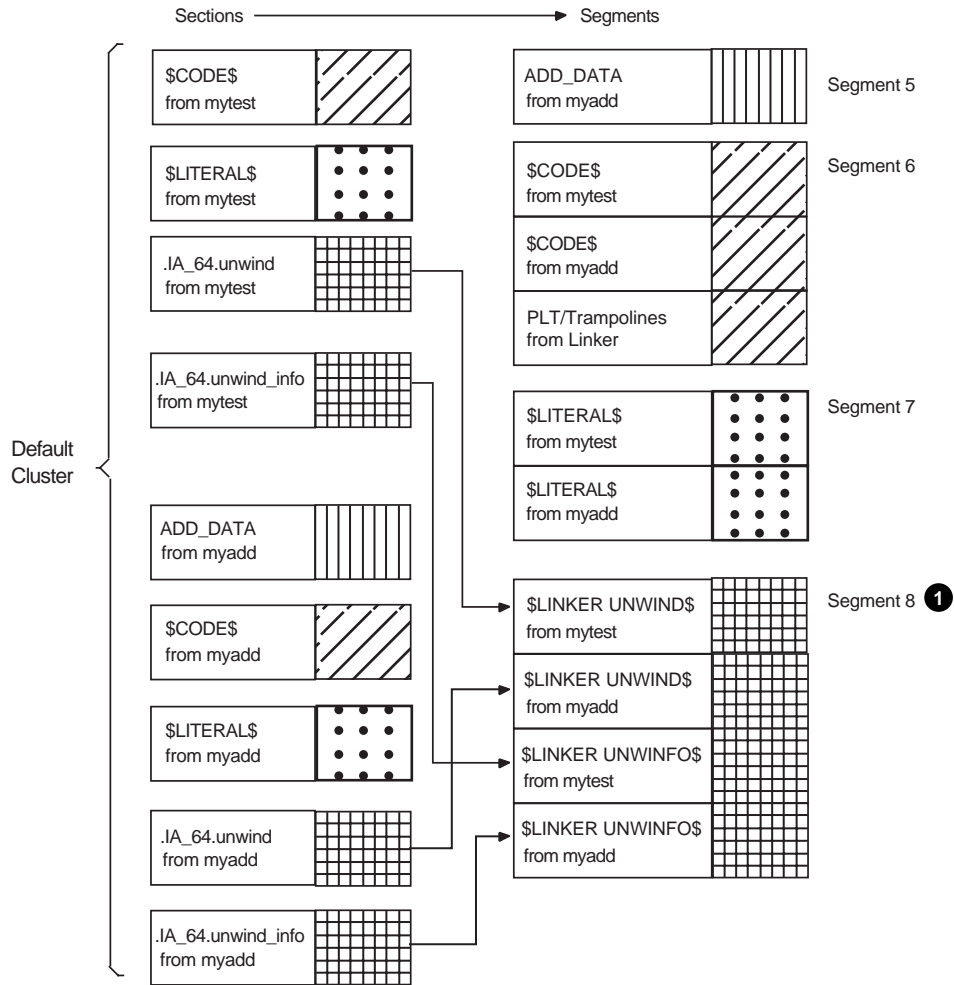 Sections
Segments
Default
Cluster
$CODE$
from mytest
$LITERAL$
from mytest
.IA_64.unwind
from mytest
.IA_64.unwind_info
from mytest
ADD_DATA
from myadd
$CODE$
from myadd
$LITERAL$
from myadd
.IA_64.unwind
from myadd
.IA_64.unwind_info
from myadd
ADD_DATA
from myadd
Segment 5
$CODE$
from mytest
Segment 6
$CODE$
from myadd
PLT/Trampolines
from Linker
$LITERAL$
from mytest
Segment 7
$LITERAL$
from myadd
$LINKER UNWIND$
from mytest
Segment 8 1
$LINKER UNWIND$
from myadd
$LINKER UNWINFO$
from mytest
$LINKER UNWINFO$
from myadd